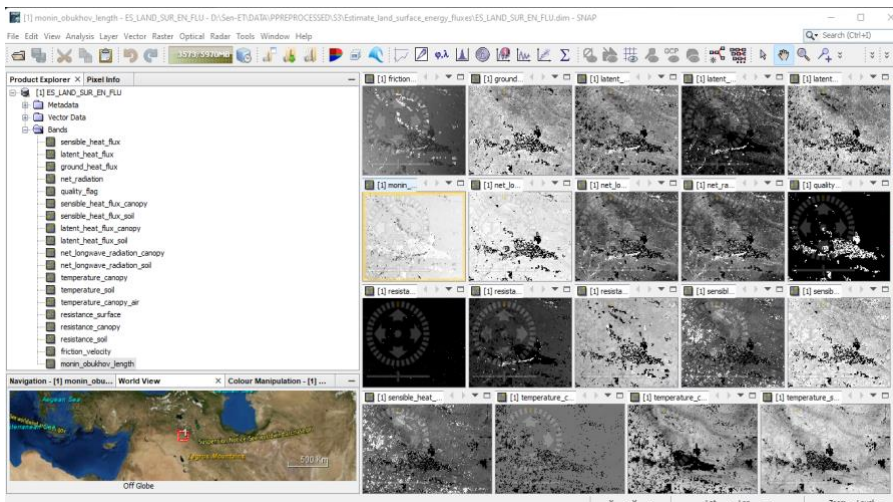 [1] monin_obukhov_length - ES_LAND_SUR_EN_FLU - D:\Sen-ET\DATA\PPREPROCESSED\S3\Estimate_land_surface_energy_fluxes\ES_LAND_SUR_EN_FLU.dim - SNAP
File Edit View Analysis Layer Vector Raster Optical Radar Tools Window Help
Search (Ctrl+I)
Product Explorer × Pixel Info
[1] ES_LAND_SUR_EN_FLU
Metadata
Vector Data
Bands
sensible_heat_flux
latent_heat_flux
ground_heat_flux
net_radiation
quality_flag
sensible_heat_flux_canopy
sensible_heat_flux_soil
latent_heat_flux_canopy
latent_heat_flux_soil
net_longwave_radiation_canopy
net_longwave_radiation_soil
temperature_canopy
temperature_soil
temperature_canopy_air
resistance_surface
resistance_canopy
resistance_soil
friction_velocity
monin_obukhov_length
Navigation - [1] monin_obu... World View × Colour Manipulation - [1] ...
Aegean Sea
500 Km
Off Globe
[1] friction... [1] ground... [1] latent_... [1] latent_... [1] latent...
[1] monin_... [1] net_lo... [1] net_lo... [1] net_ra... [1] quality...
[1] resista... [1] resista... [1] resista... [1] sensibl... [1] sensib...
[1] sensible_heat_... [1] temperature_c... [1] temperature_c... [1] temperature_s...